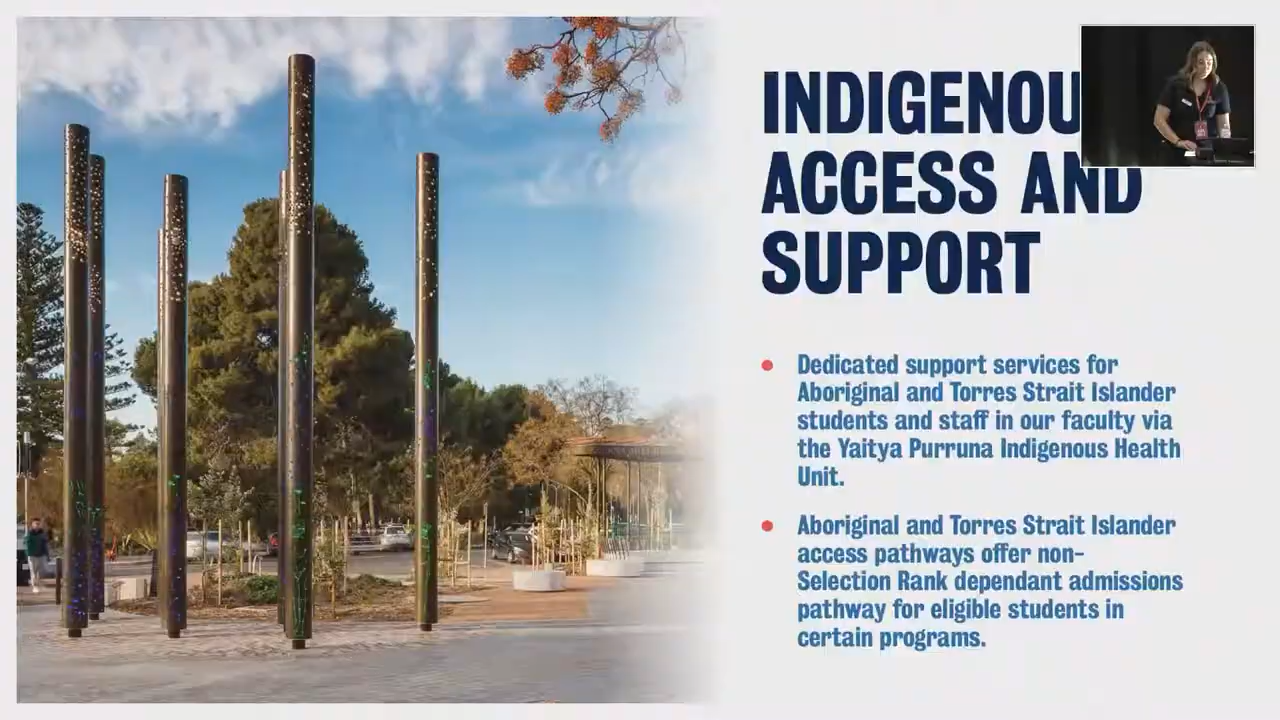 INDIGENOU
ACCESS AND
SUPPORT
Dedicated support services for
Aboriginal and Torres Strait Islander
students and staff in our faculty via
the Yaitya Purruna Indigenous Health
Unit.
Aboriginal and Torres Strait Islander
access pathways offer non-
Selection Rank dependant admissions
pathway for eligible students in
certain programs.